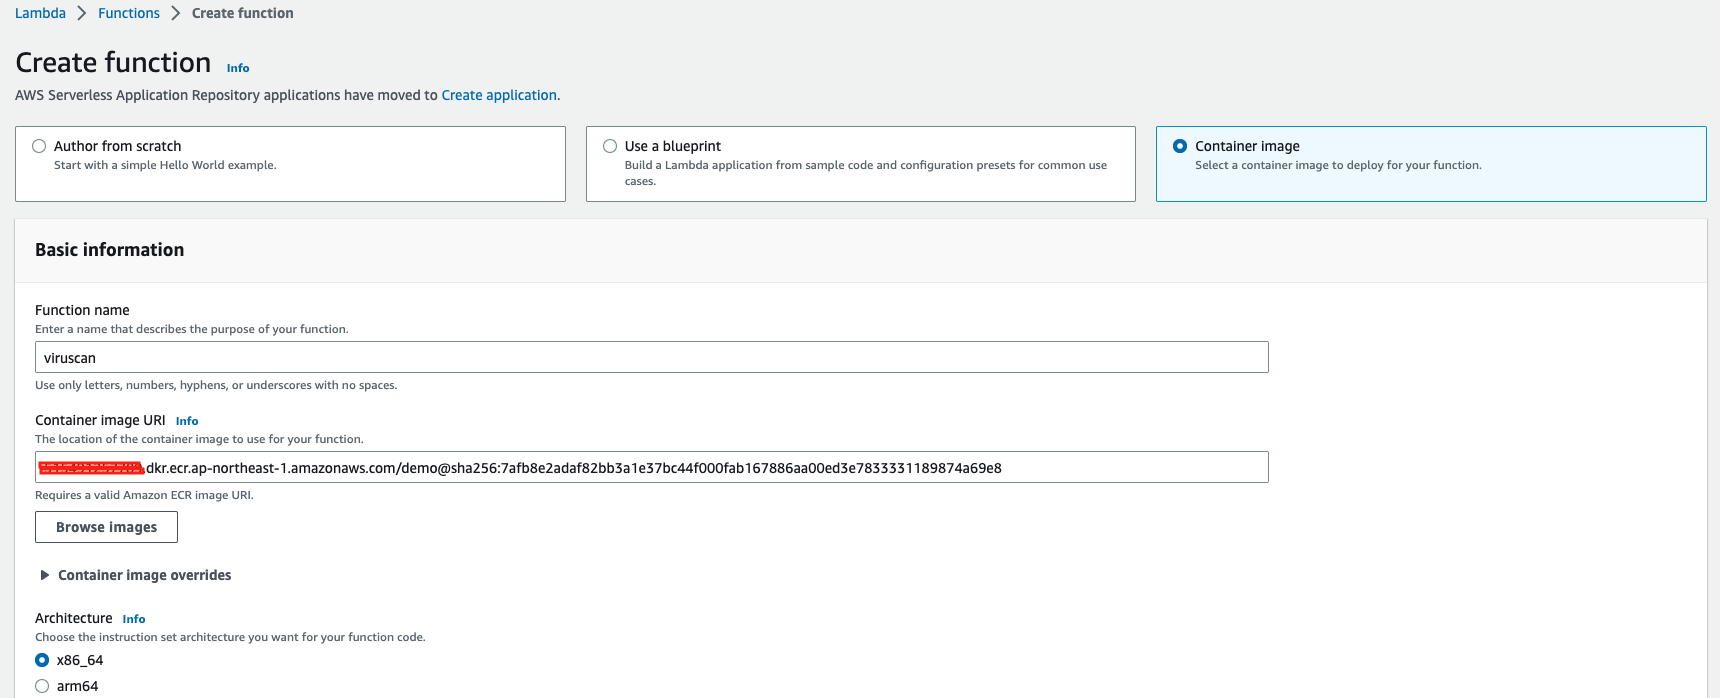 Lambda > Functions > Create function
Create function Info
AWS Serverless Application Repository applications have moved to Create application.
Author from scratch
Start with a simple Hello World example.
Use a blueprint
Build a Lambda application from sample code and configuration presets for common use
cases.
Container image
Select a container image to deploy for your function.
Basic information
Function name
Enter a name that describes the purpose of your function.
viruscan
Use only letters, numbers, hyphens, or underscores with no spaces.
Container image URI Info
The location of the container image to use for your function.
.dkr.ecr.ap-northeast-1.amazonaws.com/demo@sha256:7afb8e2adaf82bb3a1e37bc44f000fab167886aa00ed3e7833331189874a69e8
Requires a valid Amazon ECR image URI.
Browse images
Container image overrides
Architecture Info
Choose the instruction set architecture you want for your function code.
x86_64
arm64